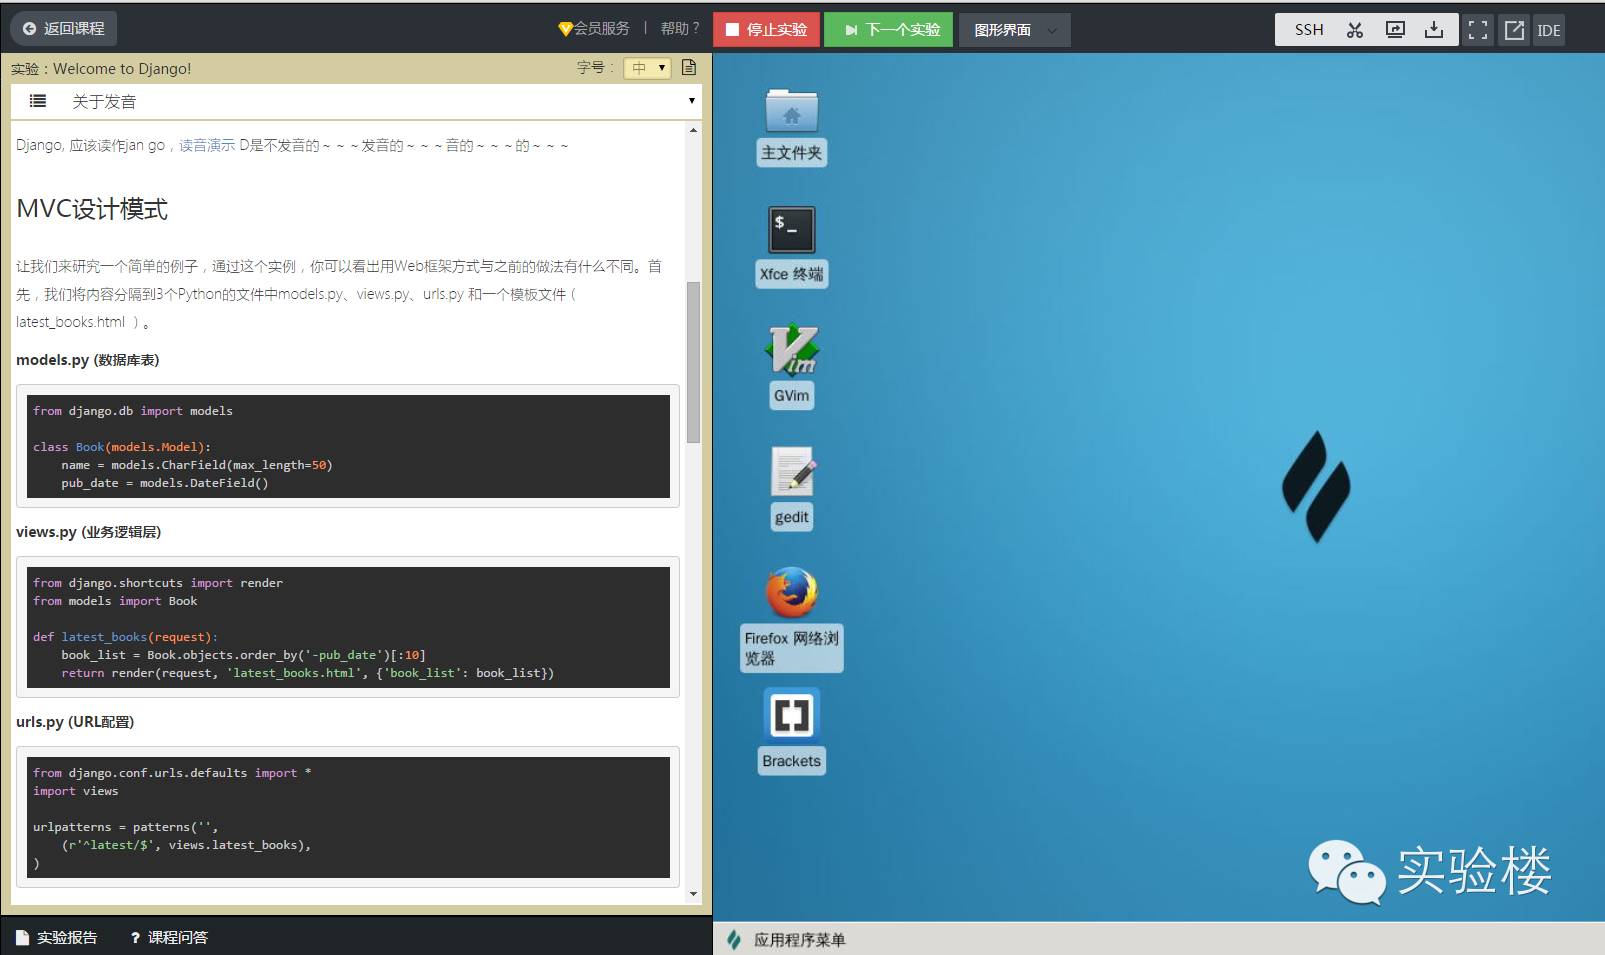 返回课程
会员服务 | 帮助 ?
停止实验
下一个实验
图形界面
SSH
IDE
实验：Welcome to Django!
字号：
中
关于发音
Django, 应该读作jan go，读音演示 D是不发音的～～～发音的～～～音的～～～的～～～
MVC设计模式
让我们来研究一个简单的例子，通过这个实例，你可以看出用Web框架方式与之前的做法有什么不同。首
先，我们将内容分隔到3个Python的文件中models.py、views.py、urls.py 和一个模板文件（
latest_books.html ）。
models.py (数据库表)
from django.db import models
class Book(models.Model):
    name = models.CharField(max_length=50)
    pub_date = models.DateField()
views.py (业务逻辑层)
from django.shortcuts import render
from models import Book
def latest_books(request):
    book_list = Book.objects.order_by('-pub_date')[:10]
    return render(request, 'latest_books.html', {'book_list': book_list})
urls.py (URL配置)
from django.conf.urls.defaults import *
import views
urlpatterns = patterns('',
    (r'^latest/$', views.latest_books),
)
实验报告
? 课程问答
主文件夹
$_
Xfce 终端
Vim
GVim
gedit
Firefox 网络浏
览器
Brackets
实验楼
应用程序菜单